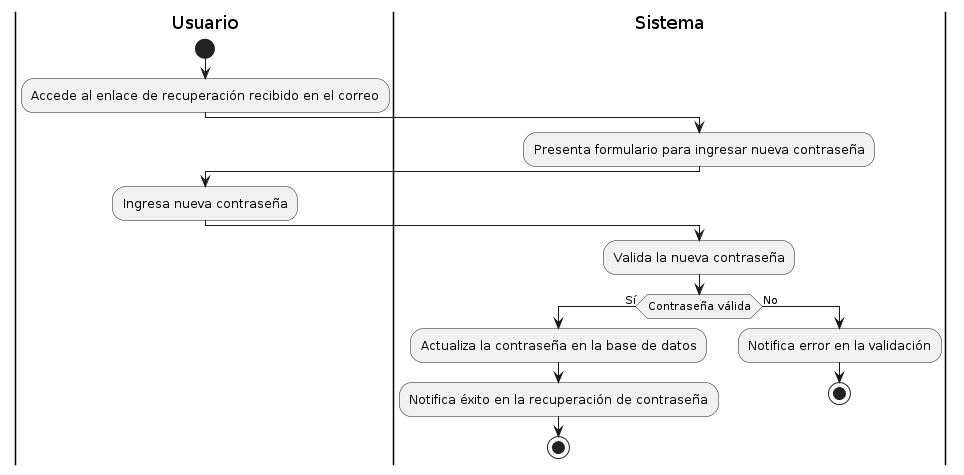 Usuario
Sistema
Accede al enlace de recuperación recibido en el correo
Presenta formulario para ingresar nueva contraseña
Ingresa nueva contraseña
Valida la nueva contraseña
Sí
Contraseña válida
No
Actualiza la contraseña en la base de datos
Notifica error en la validación
Notifica éxito en la recuperación de contraseña